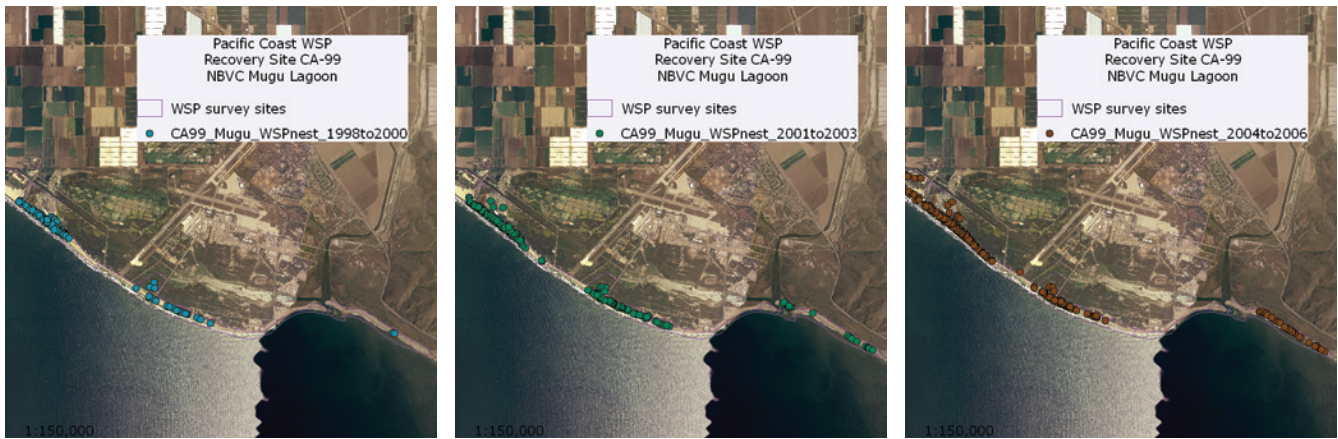 Pacific Coast WSP
Recovery Site CA-99
NBVC Mugu Lagoon
WSP survey sites
CA99_Mugu_WSPnest_1998to2000
1:150,000
Pacific Coast WSP
Recovery Site CA-99
NBVC Mugu Lagoon
WSP survey sites
CA99_Mugu_WSPnest_2001to2003
1:150,000
Pacific Coast WSP
Recovery Site CA-99
NBVC Mugu Lagoon
WSP survey sites
CA99_Mugu_WSPnest_2004to2006
1:150,000